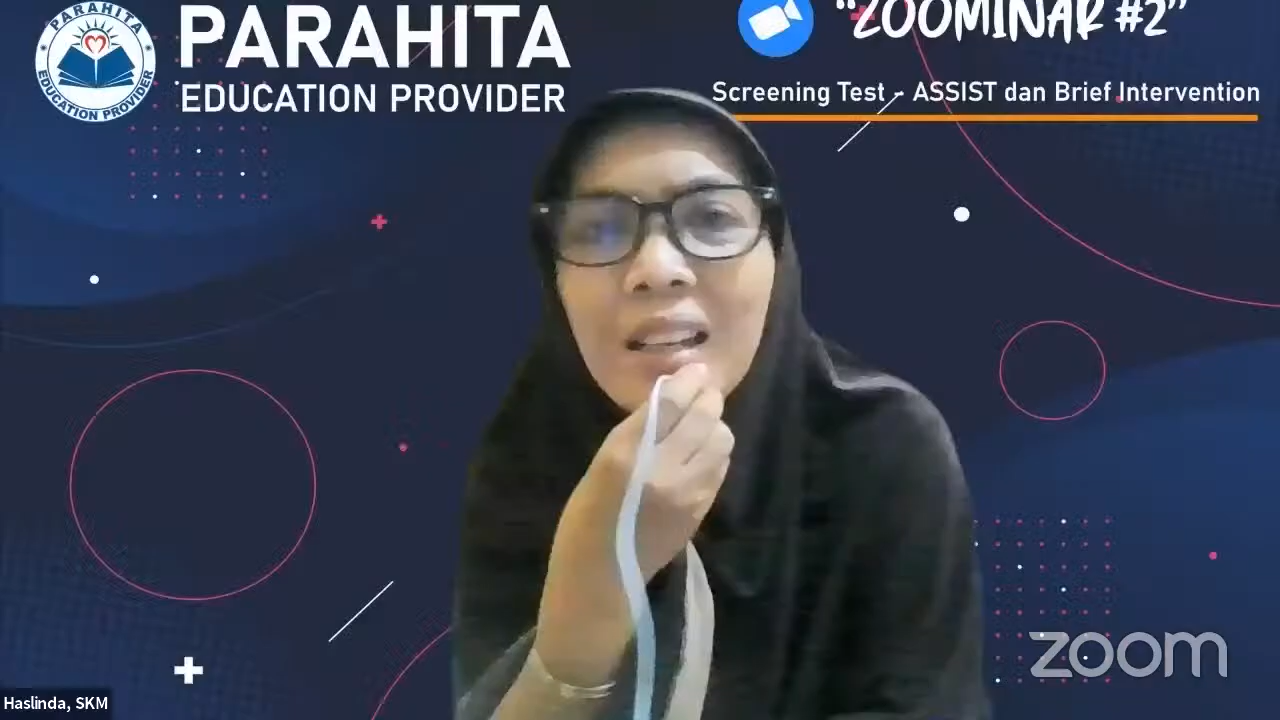 PARAHITA
EDUCATION PROVIDER
PARAHITA
EDUCATION PROVIDER
"ZOOMINAR #2"
Screening Test - ASSIST dan Brief Intervention
zoom
Haslinda, SKM